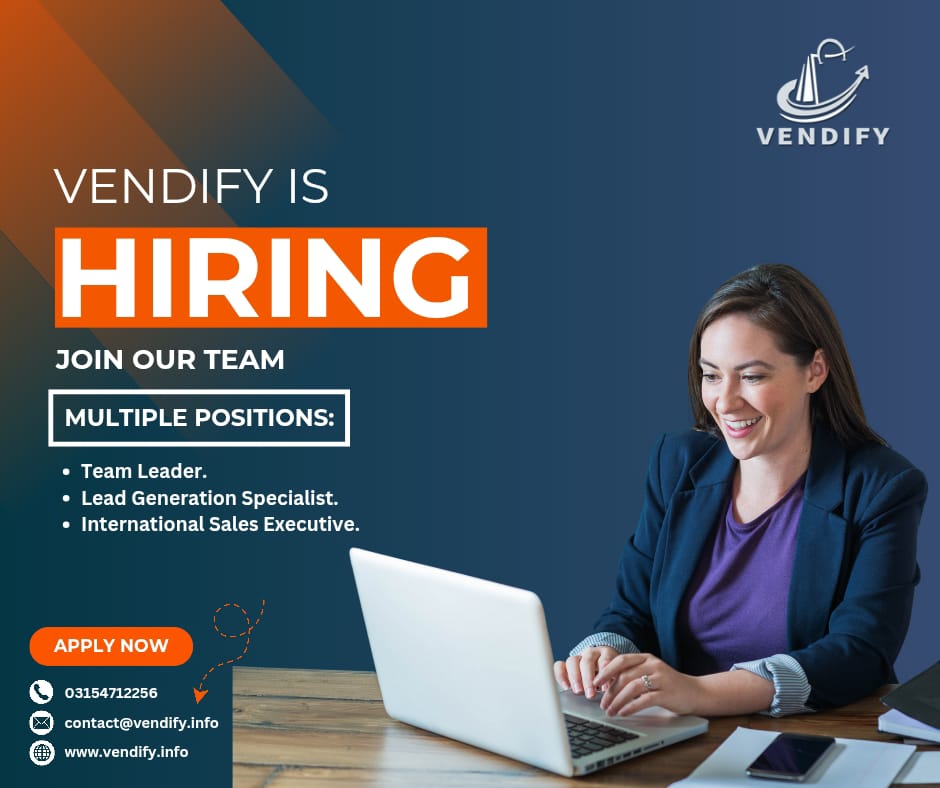 VENDIFY
VENDIFY IS
HIRING
JOIN OUR TEAM
MULTIPLE POSITIONS:
• Team Leader.
• Lead Generation Specialist.
• International Sales Executive.
APPLY NOW
03154712256
contact@vendify.info
www.vendify.info